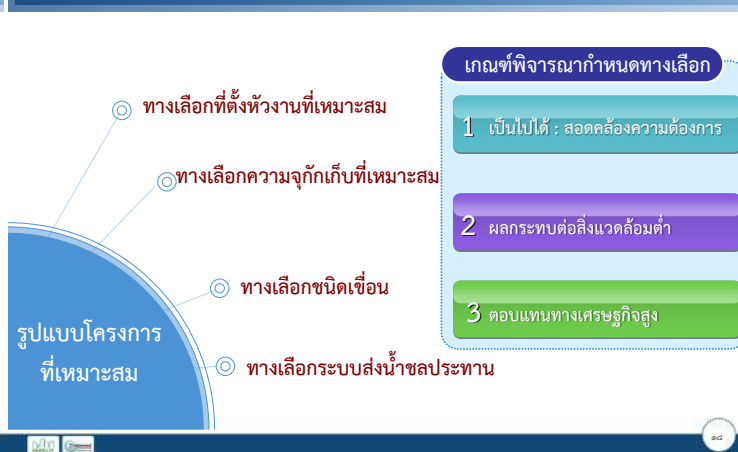 เกณฑ์พิจารณากำหนดทางเลือก
ทางเลือกที่ตั้งหัวงานที่เหมาะสม
1 เป็นไปได้ : สอดคล้องความต้องการ
ทางเลือกความจุกักเก็บที่เหมาะสม
2 ผลกระทบต่อสิ่งแวดล้อมต่ำ
ทางเลือกชนิดเขื่อน
3 ตอบแทนทางเศรษฐกิจสูง
รูปแบบโครงการ
ที่เหมาะสม
ทางเลือกระบบส่งน้ำชลประทาน
๑๘